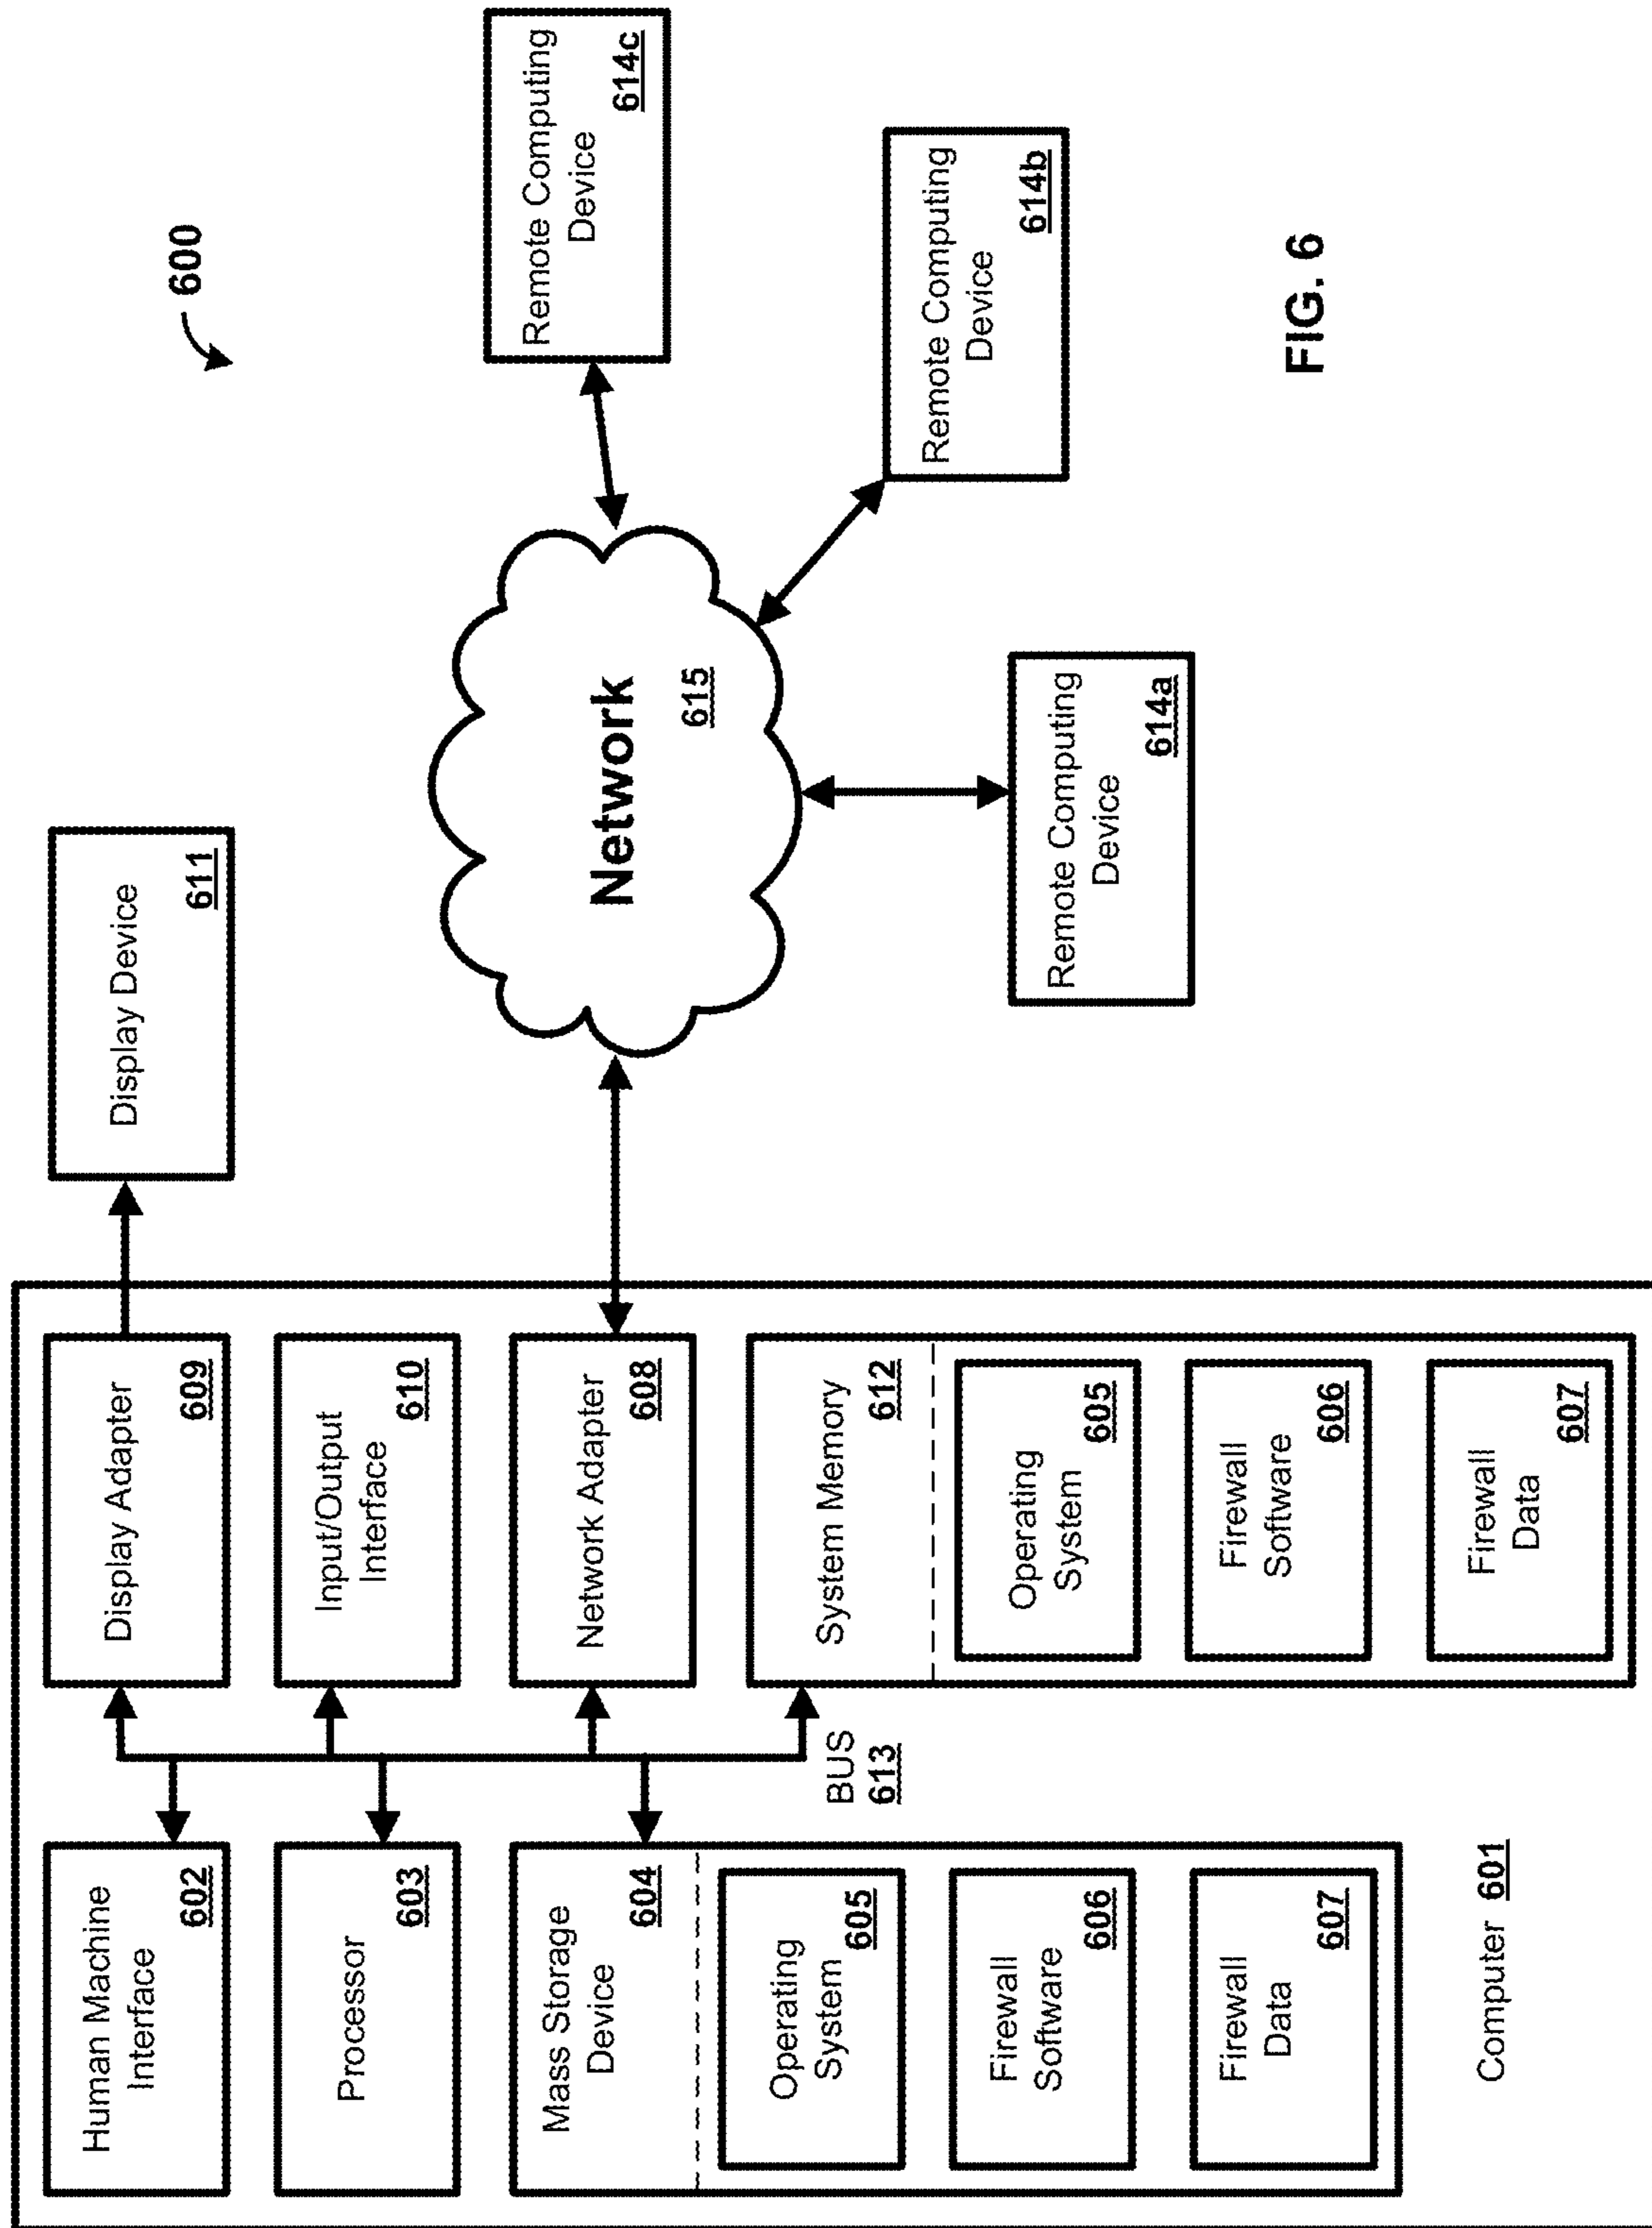 600
Human Machine
Interface
602
Processor
603
Mass Storage
Device
604
Operating
System
605
Firewall
Software
606
Firewall
Data
607
Computer 601
BUS
613
Display Adapter
609
Input/Output
Interface
610
Network Adapter
608
System Memory
612
Operating
System
605
Firewall
Software
606
Firewall
Data
607
Display Device
611
Network
615
Remote Computing
Device
614a
Remote Computing
Device
614b
Remote Computing
Device
614c
FIG. 6